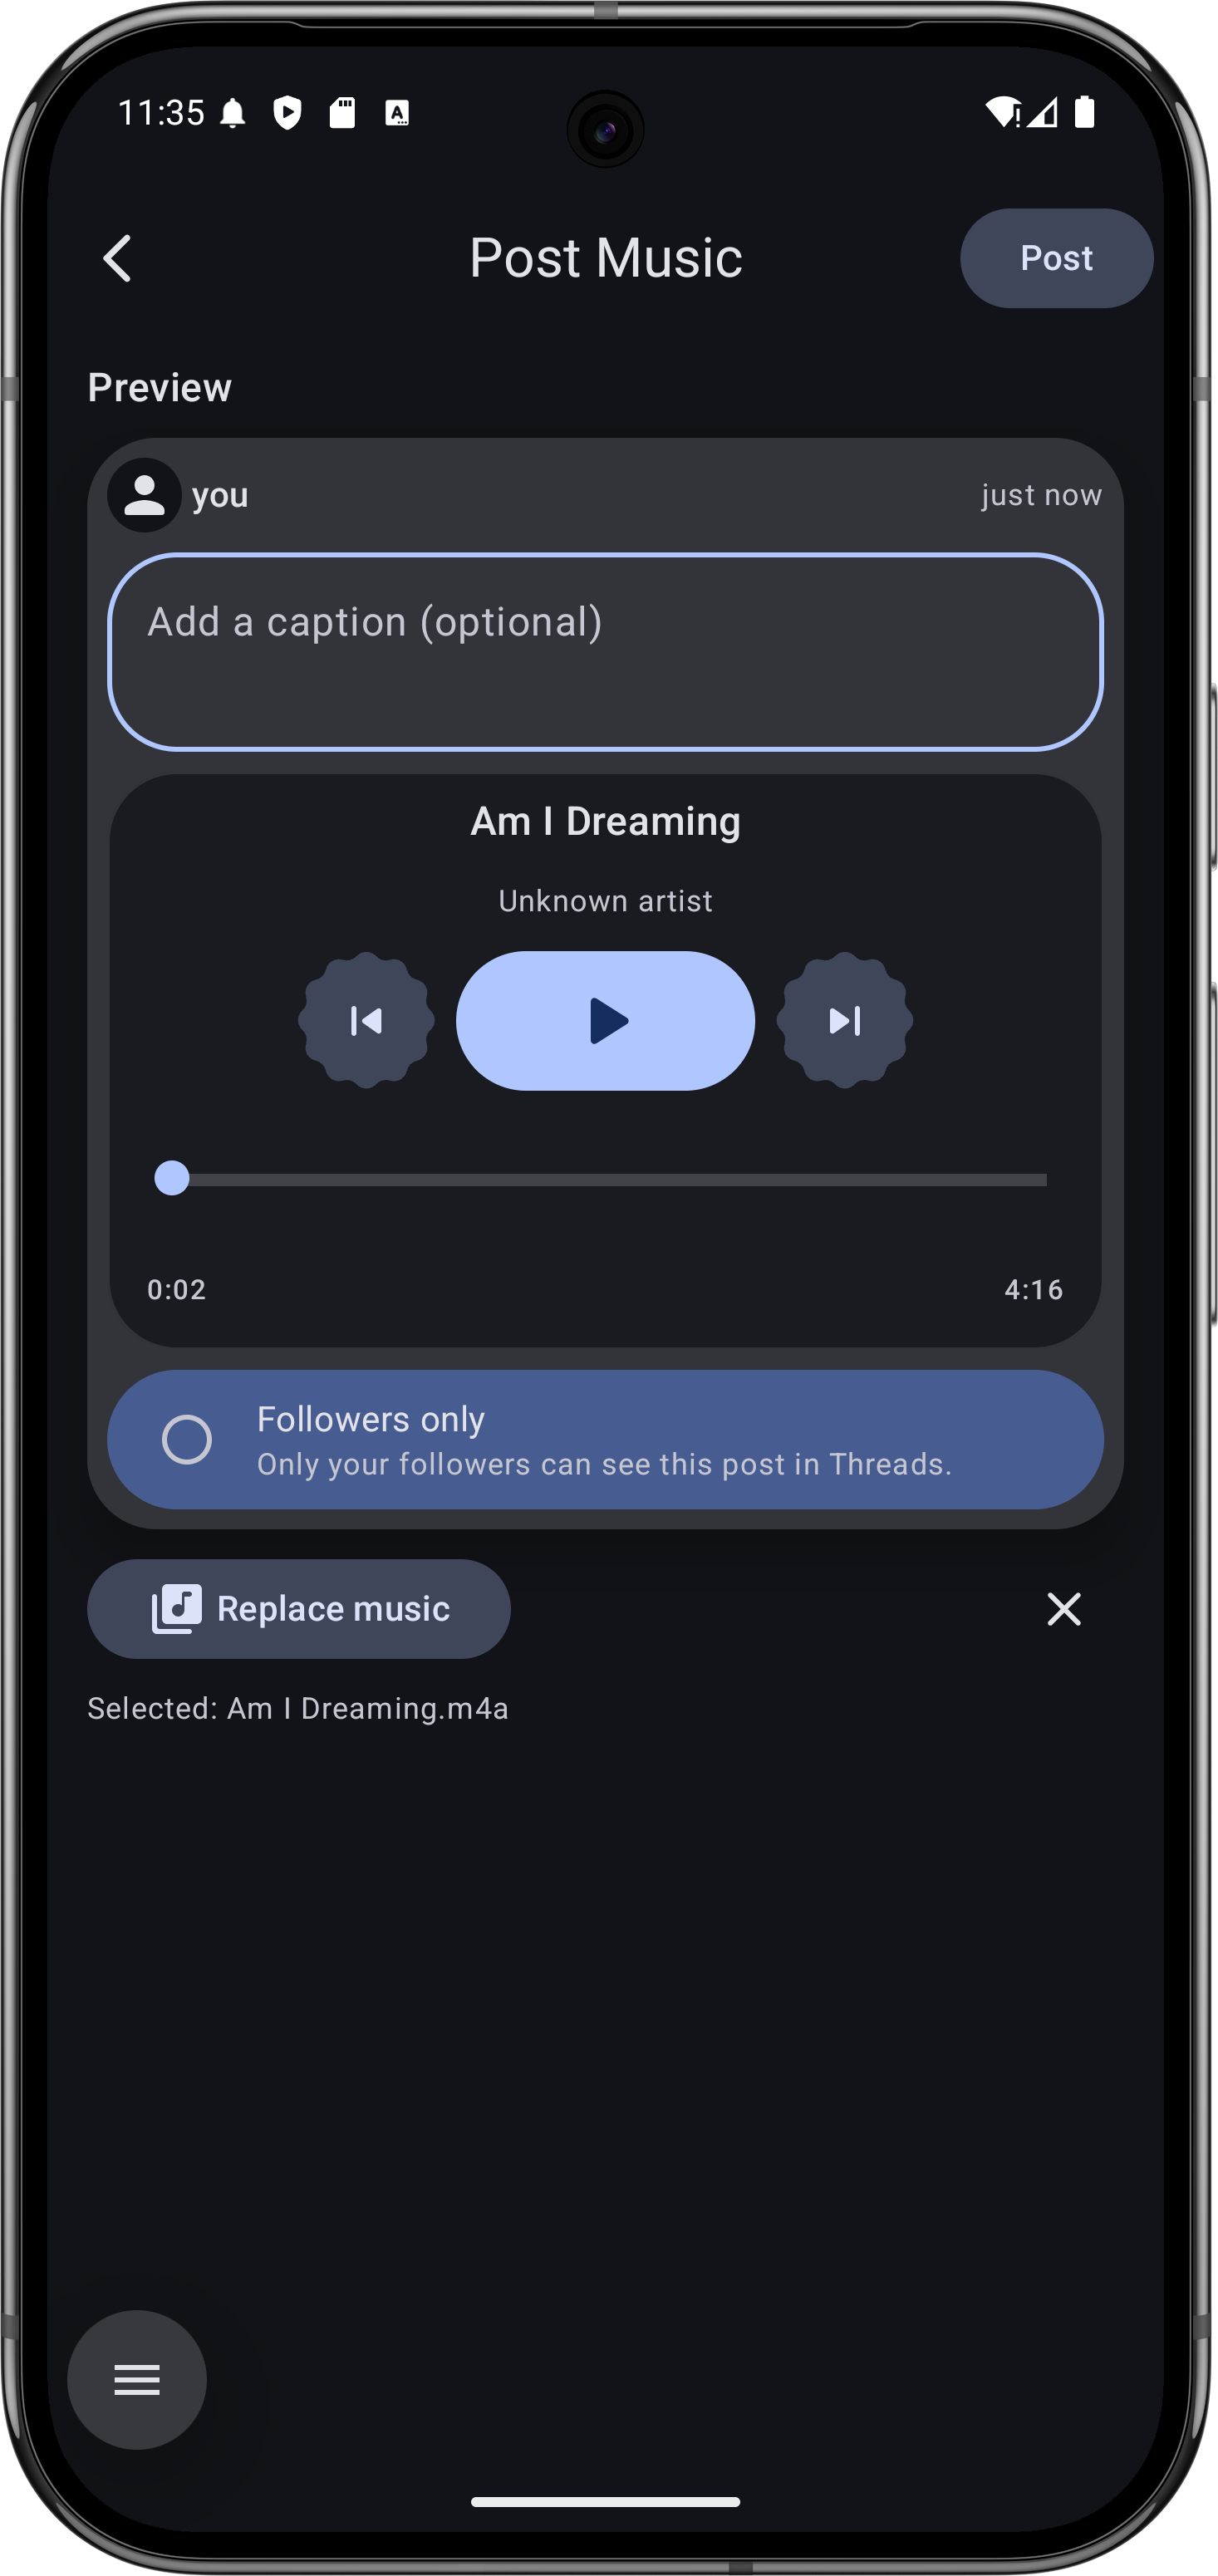 11:35
Post Music
Post
Preview
you
just now
Add a caption (optional)
Am I Dreaming
Unknown artist
0:02
4:16
Followers only
Only your followers can see this post in Threads.
Replace music
Selected: Am I Dreaming.m4a